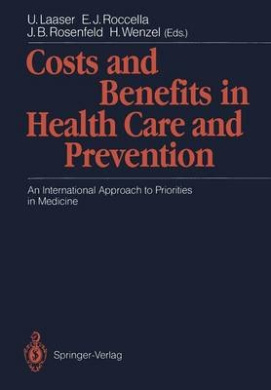 U. Laaser E. J. Roccella
J. B. Rosenfeld H. Wenzel (Eds.)
Costs and
Benefits in
Health Care and
Prevention
An International Approach to Priorities
in Medicine
Springer-Verlag